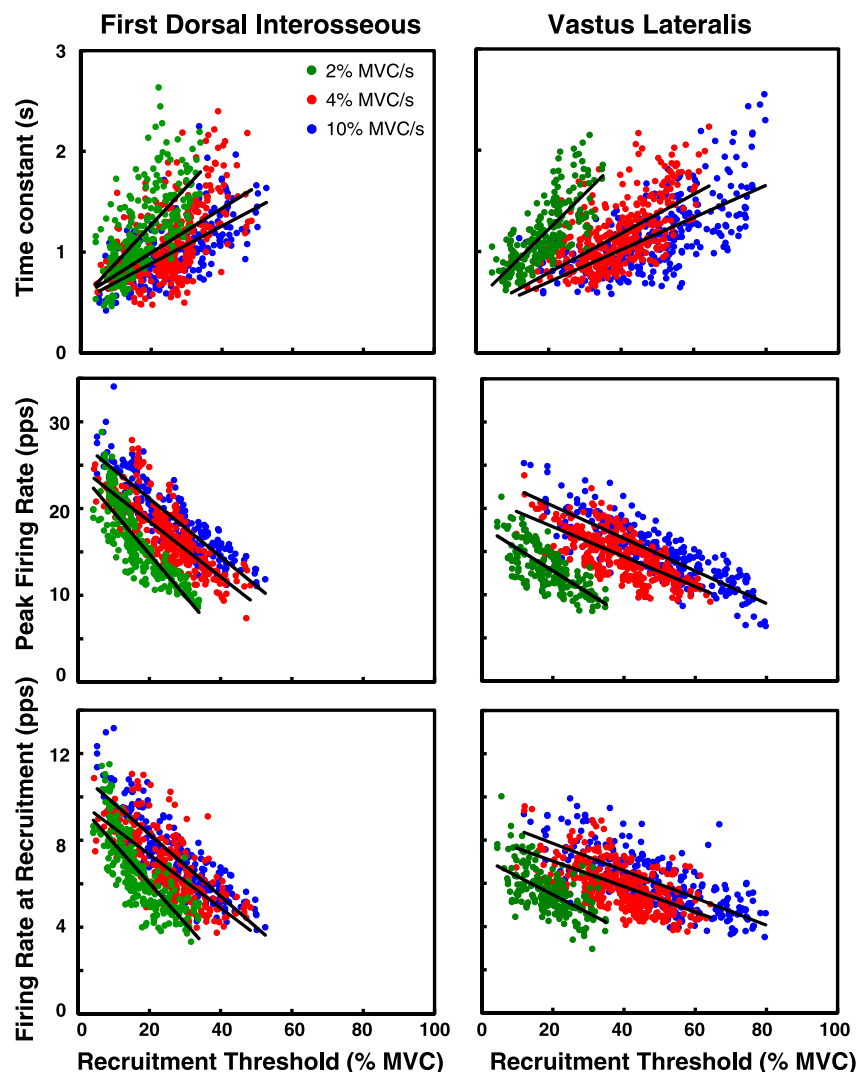 First Dorsal Interosseous
Vastus Lateralis
Time constant (s)
3
2
1
0
2% MVC/s
4% MVC/s
10% MVC/s
Peak Firing Rate (pps)
30
20
10
0
Firing Rate at Recruitment (pps)
12
8
4
0
0 20 40 60 80 100
0 20 40 60 80 100
Recruitment Threshold (% MVC)
Recruitment Threshold (% MVC)